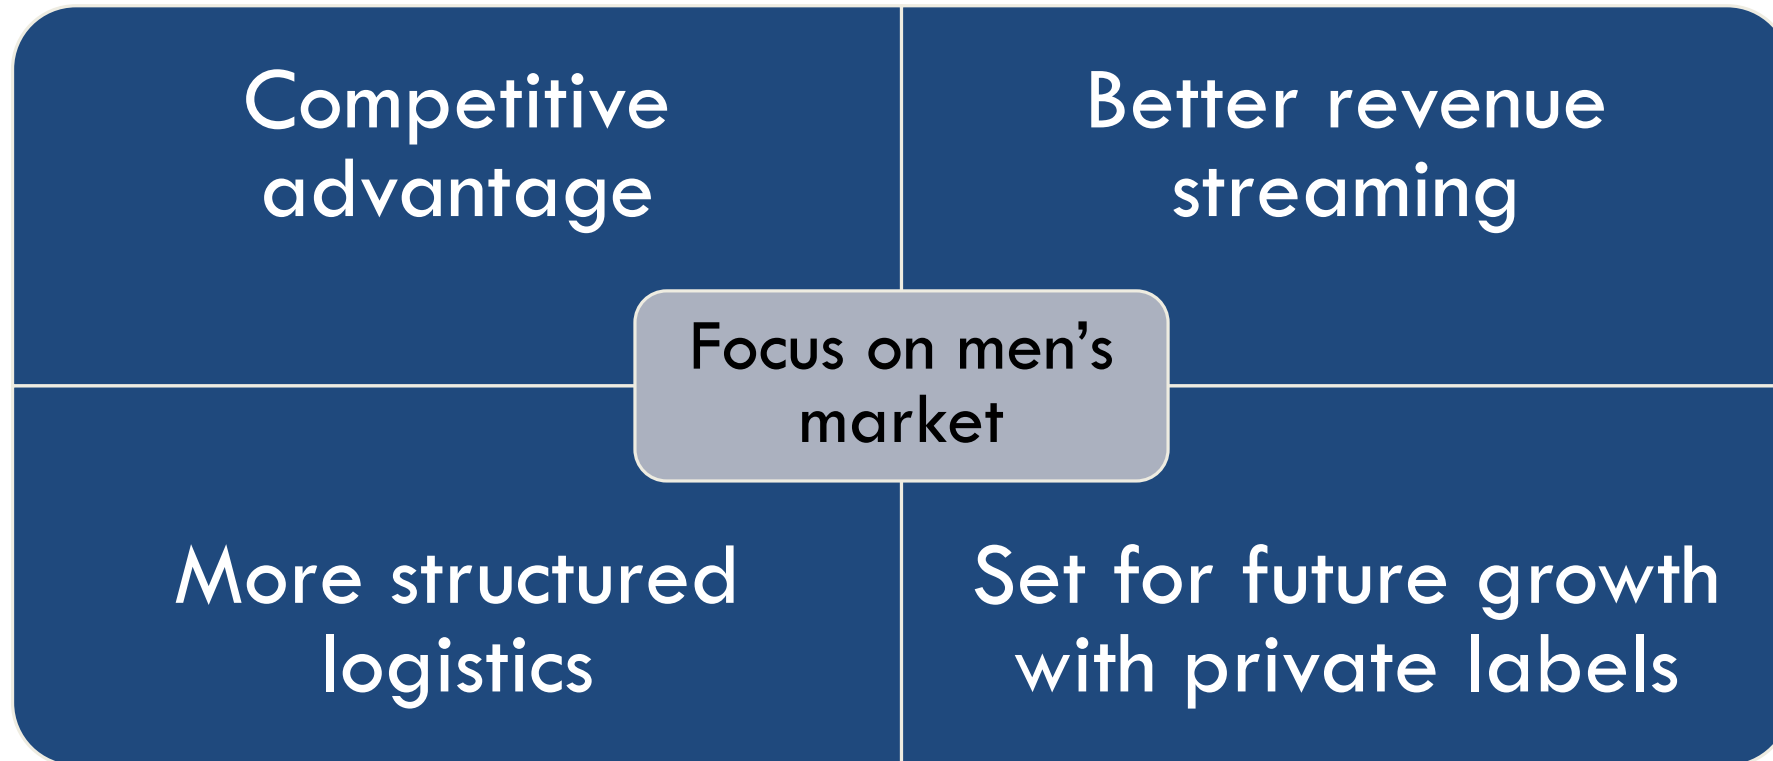 Competitive
advantage
Better revenue
streaming
Focus on men’s
market
More structured
logistics
Set for future growth
with private labels